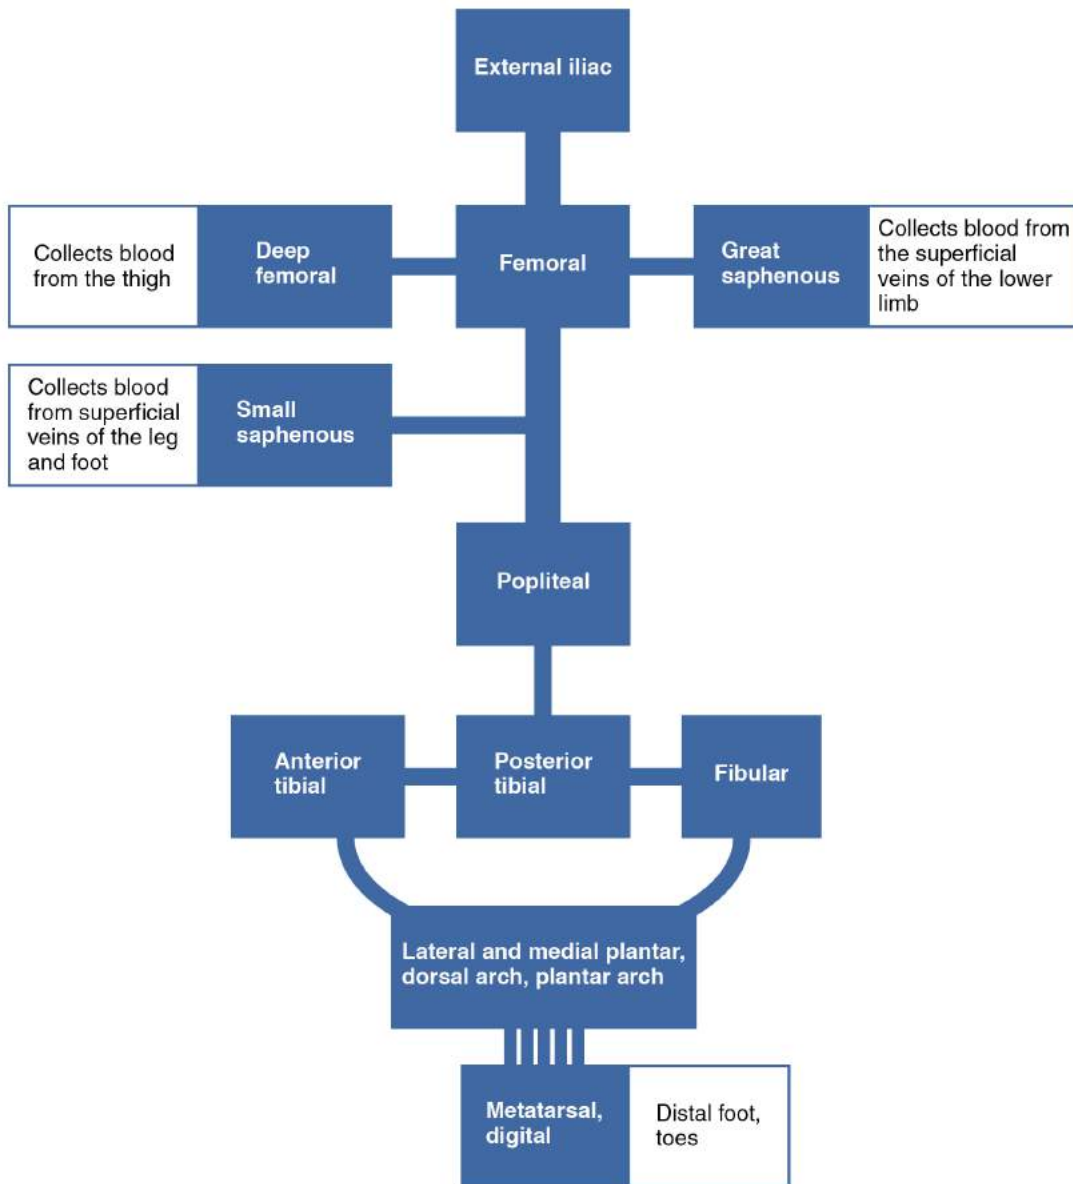 External iliac
Collects blood
from the thigh
Deep
femoral
Femoral
Great
saphenous
Collects blood from
the superficial
veins of the lower
limb
Collects blood
from superficial
veins of the leg
and foot
Small
saphenous
Popliteal
Anterior
tibial
Posterior
tibial
Fibular
Lateral and medial plantar,
dorsal arch, plantar arch
Metatarsal,
digital
Distal foot,
toes